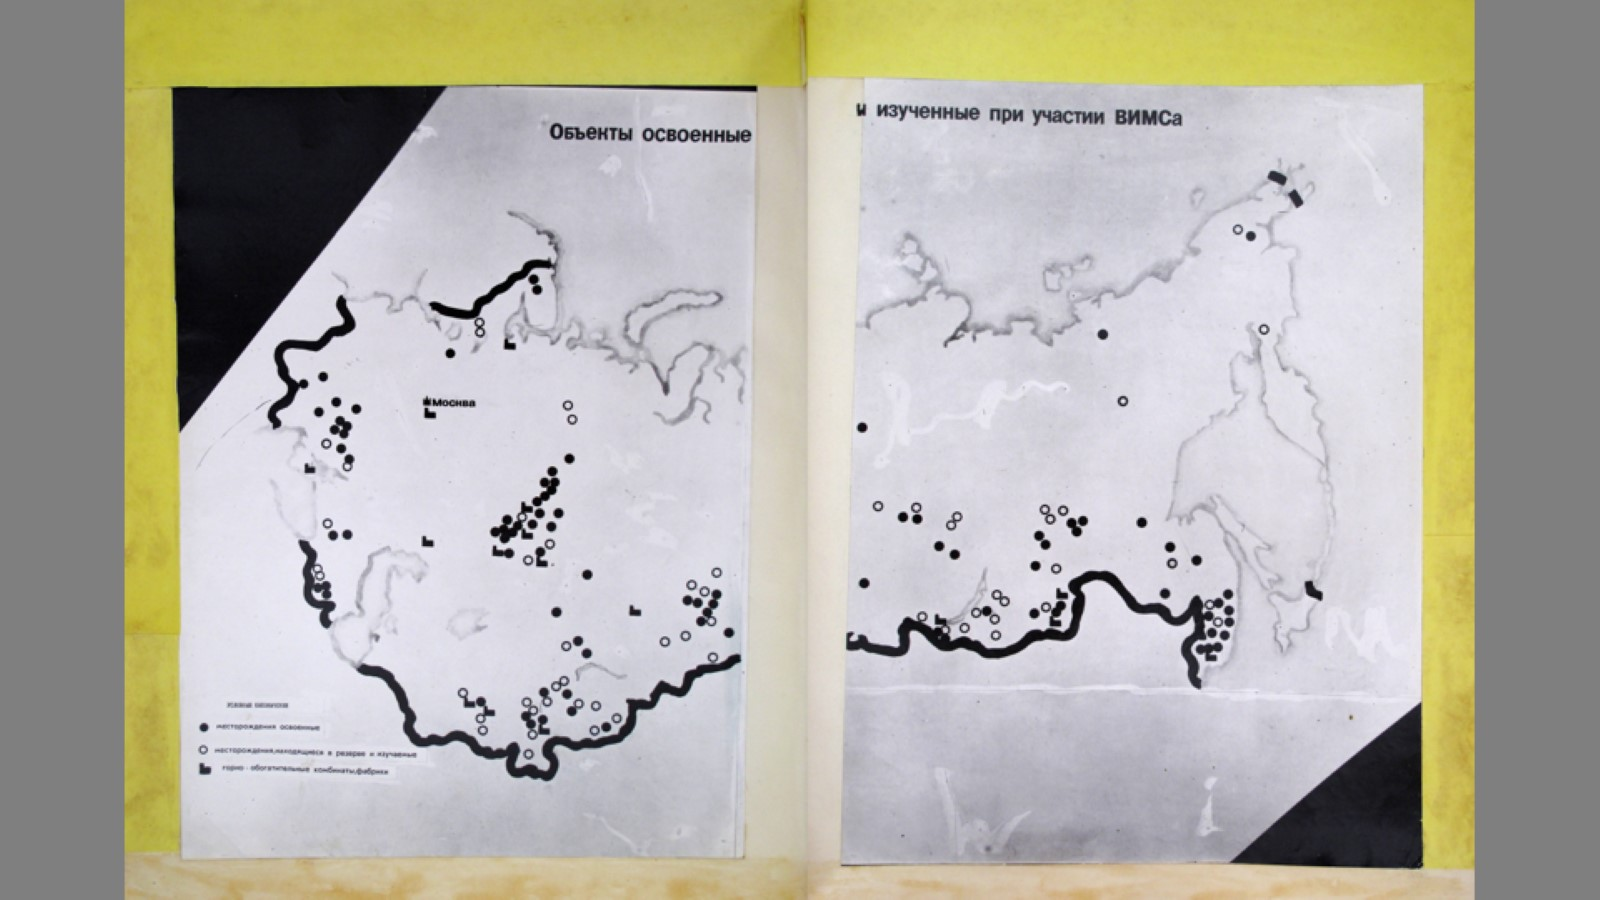 Объекты освоенные
и изученные при участии ВИМСа
Москва
месторождения освоенные
месторождения,находящиеся в резерве и изучаемые
горно - обогатительные комбинаты,фабрики